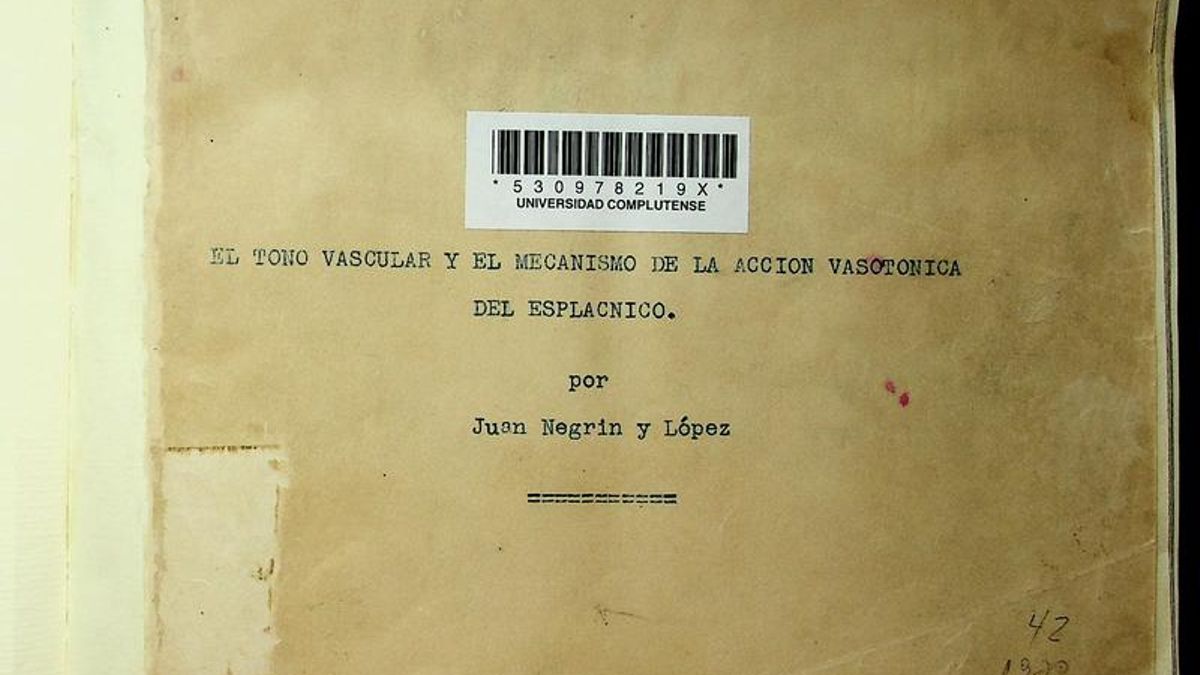 *530978219X*
UNIVERSIDAD COMPLUTENSE
EL TONO VASCULAR Y EL MECANISMO DE LA ACCION VASOTONICA
DEL ESPLACNICO.
por
Juan Negrin y López
===========
42